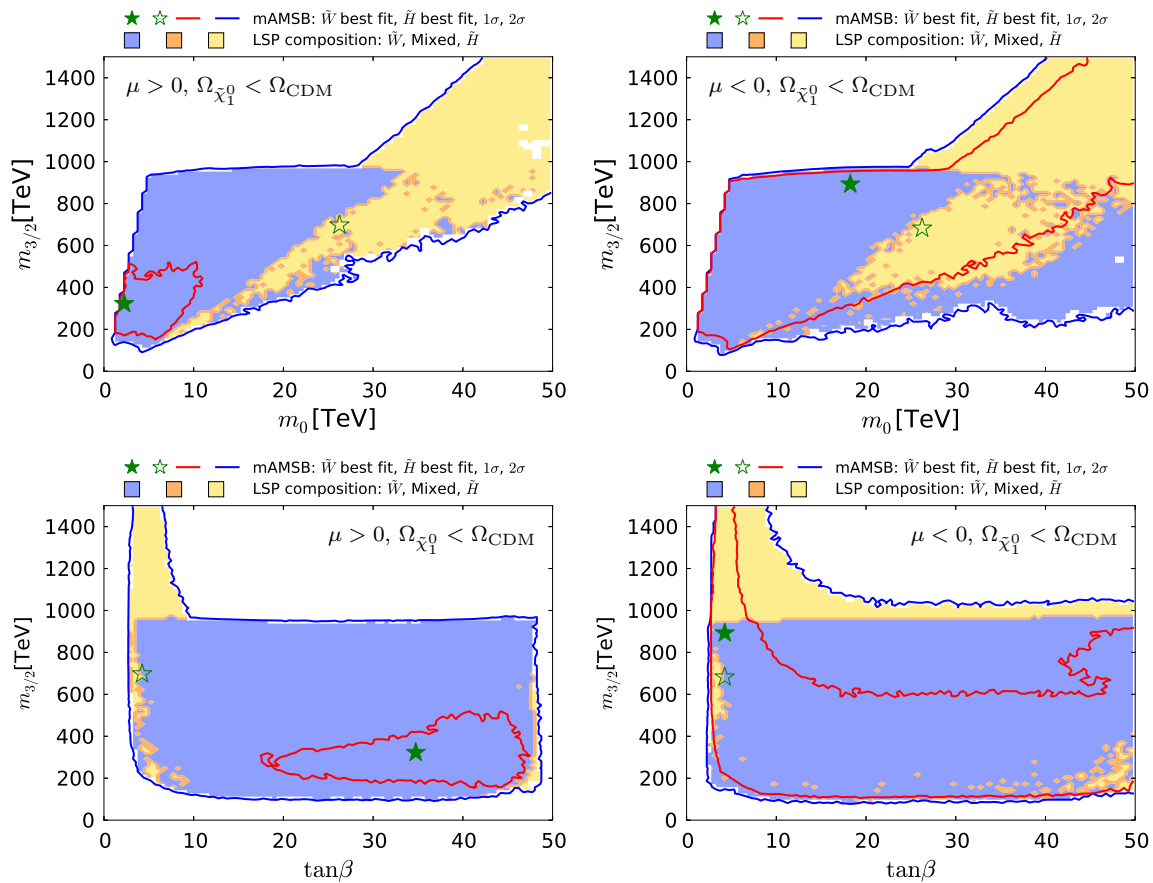 mAMSB: W̃ best fit, H̃ best fit, 1σ, 2σ
LSP composition: W̃, Mixed, H̃
μ > 0, Ω_χ̃⁰₁ < Ω_CDM
m_3/2[TeV]
1400
1200
1000
800
600
400
200
0
0 10 20 30 40 50
m_0[TeV]
mAMSB: W̃ best fit, H̃ best fit, 1σ, 2σ
LSP composition: W̃, Mixed, H̃
μ < 0, Ω_χ̃⁰₁ < Ω_CDM
m_3/2[TeV]
1400
1200
1000
800
600
400
200
0
0 10 20 30 40 50
m_0[TeV]
mAMSB: W̃ best fit, H̃ best fit, 1σ, 2σ
LSP composition: W̃, Mixed, H̃
μ > 0, Ω_χ̃⁰₁ < Ω_CDM
m_3/2[TeV]
1400
1200
1000
800
600
400
200
0
0 10 20 30 40 50
tanβ
mAMSB: W̃ best fit, H̃ best fit, 1σ, 2σ
LSP composition: W̃, Mixed, H̃
μ < 0, Ω_χ̃⁰₁ < Ω_CDM
m_3/2[TeV]
1400
1200
1000
800
600
400
200
0
0 10 20 30 40 50
tanβ